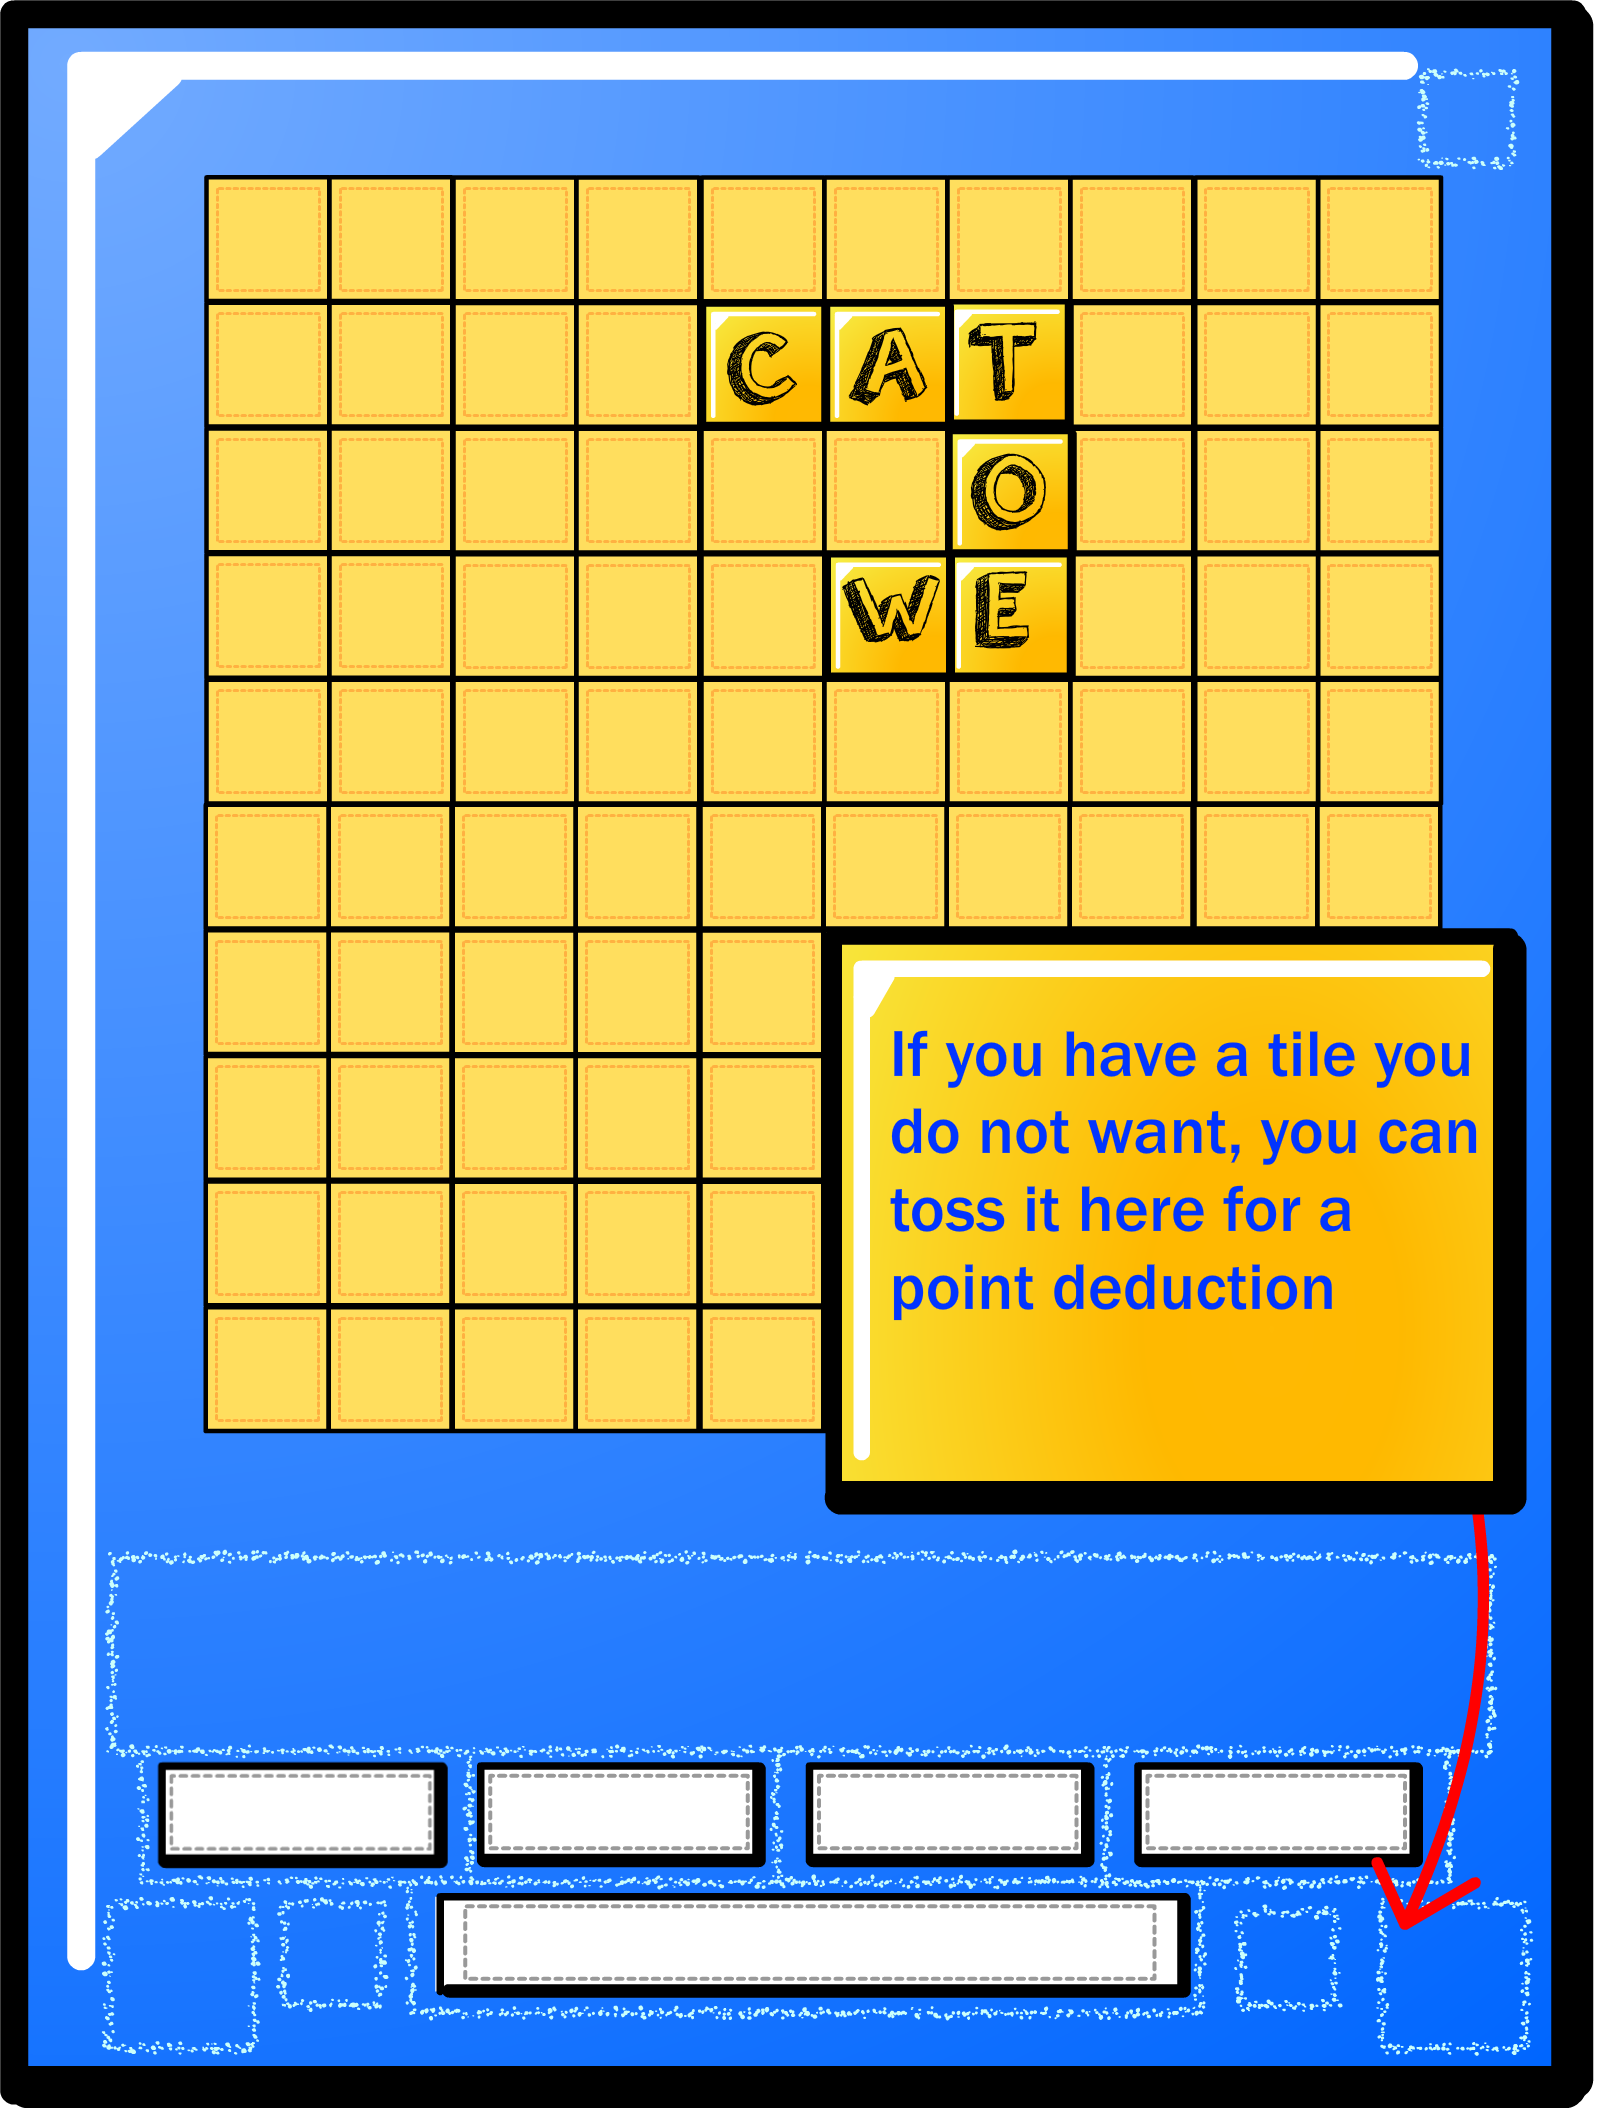 CAT
O
WE
If you have a tile you
do not want, you can
toss it here for a
point deduction